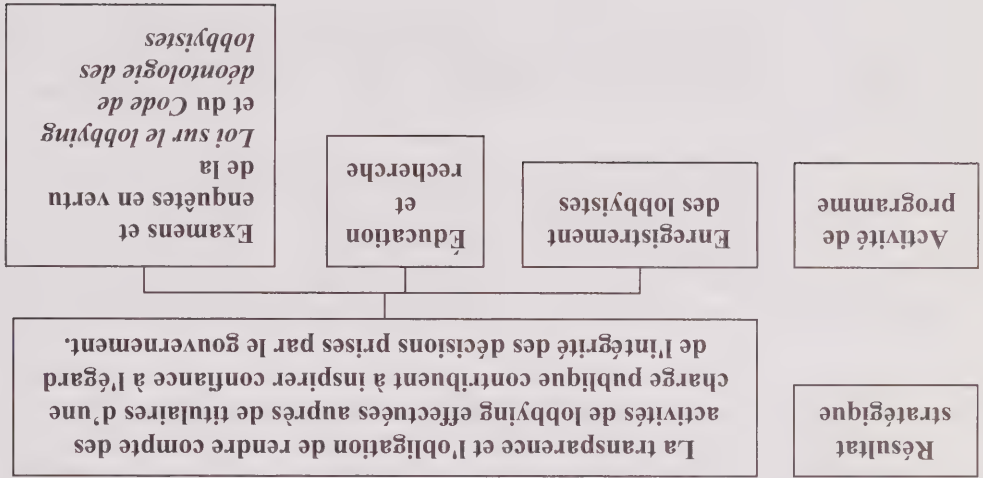 Résultat
stratégique
La transparence et l'obligation de rendre compte des
activités de lobbying effectuées auprès de titulaires d'une
charge publique contribuent à inspirer confiance à l'égard
de l'intégrité des décisions prises par le gouvernement.
Activité de
programme
Enregistrement
des lobbyistes
Éducation
et
recherche
Examens et
enquêtes en vertu
de la
Loi sur le lobbying
et du Code de
déontologie des
lobbyistes